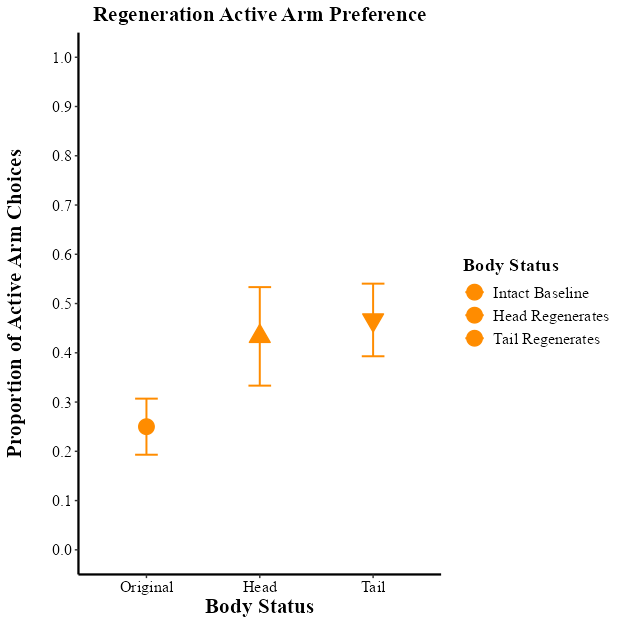 Regeneration Active Arm Preference
Proportion of Active Arm Choices
1.0
0.9
0.8
0.7
0.6
0.5
0.4
0.3
0.2
0.1
0.0
Original Head Tail
Body Status
Body Status
Intact Baseline
Head Regenerates
Tail Regenerates